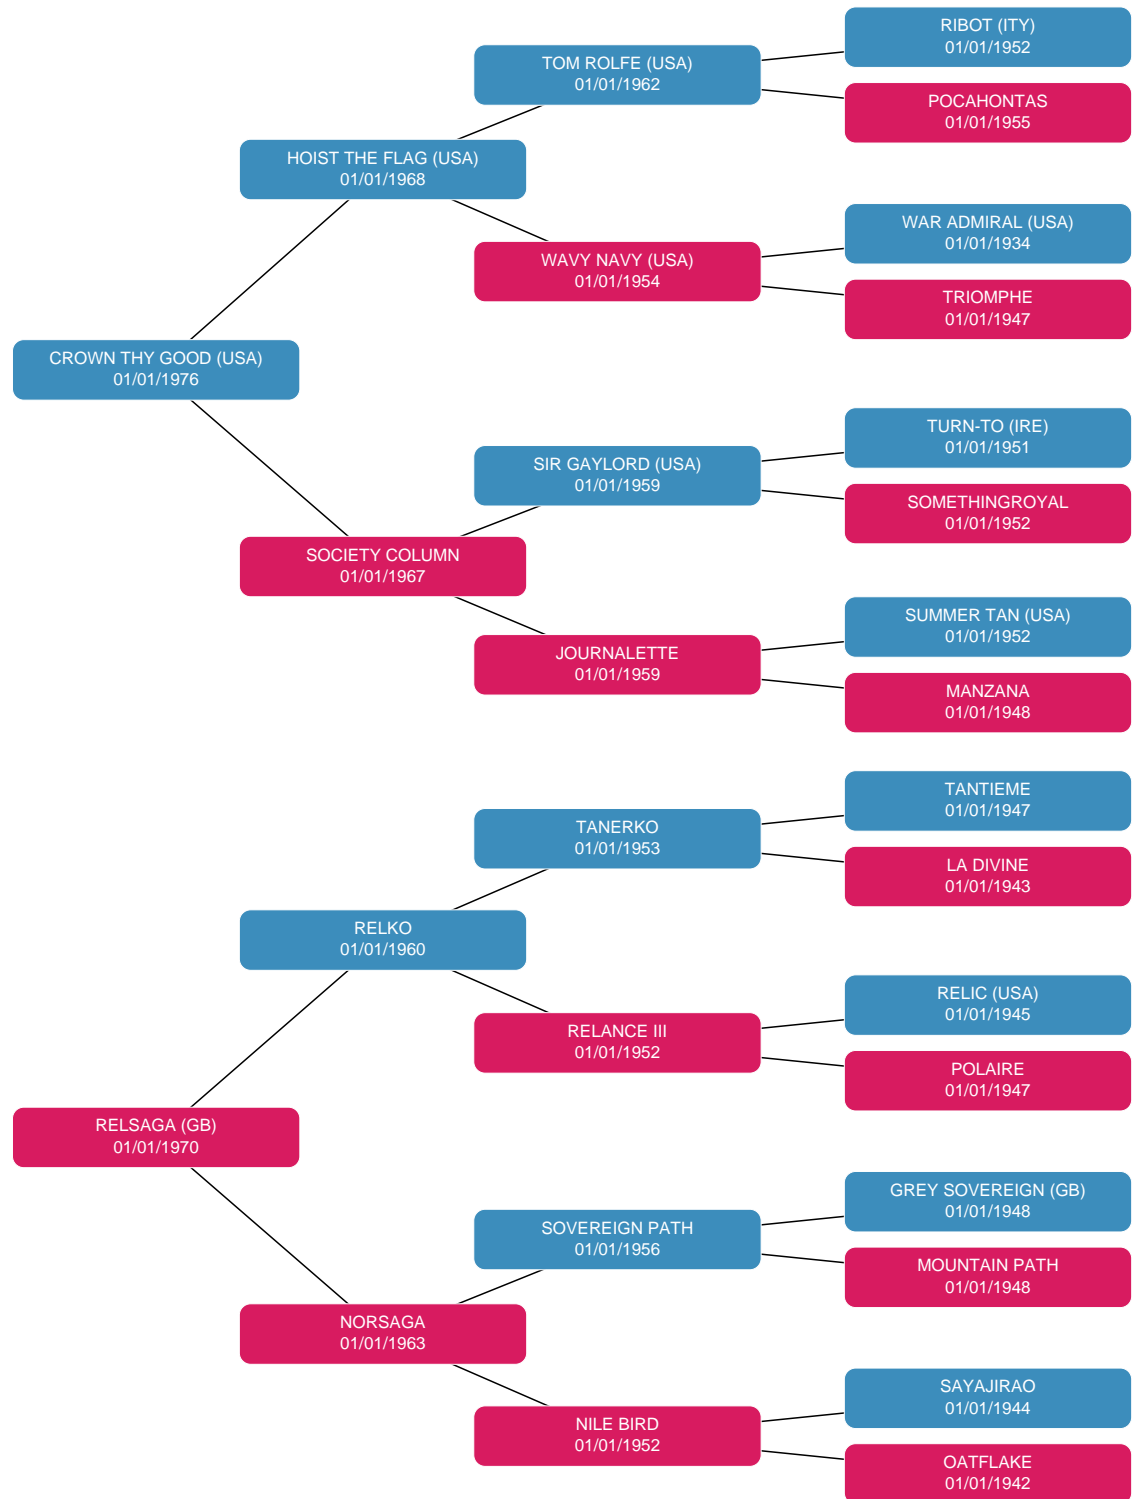 RIBOT (ITY)
01/01/1952
TOM ROLFE (USA)
01/01/1962
POCAHONTAS
01/01/1955
HOIST THE FLAG (USA)
01/01/1968
WAR ADMIRAL (USA)
01/01/1934
WAVY NAVY (USA)
01/01/1954
TRIOMPHE
01/01/1947
CROWN THY GOOD (USA)
01/01/1976
TURN-TO (IRE)
01/01/1951
SIR GAYLORD (USA)
01/01/1959
SOMETHINGROYAL
01/01/1952
SOCIETY COLUMN
01/01/1967
SUMMER TAN (USA)
01/01/1952
JOURNALETTE
01/01/1959
MANZANA
01/01/1948
TANTIEME
01/01/1947
TANERKO
01/01/1953
LA DIVINE
01/01/1943
RELKO
01/01/1960
RELIC (USA)
01/01/1945
RELANCE III
01/01/1952
POLAIRE
01/01/1947
RELSAGA (GB)
01/01/1970
GREY SOVEREIGN (GB)
01/01/1948
SOVEREIGN PATH
01/01/1956
MOUNTAIN PATH
01/01/1948
NORSAGA
01/01/1963
SAYAJIRAO
01/01/1944
NILE BIRD
01/01/1952
OATFLAKE
01/01/1942